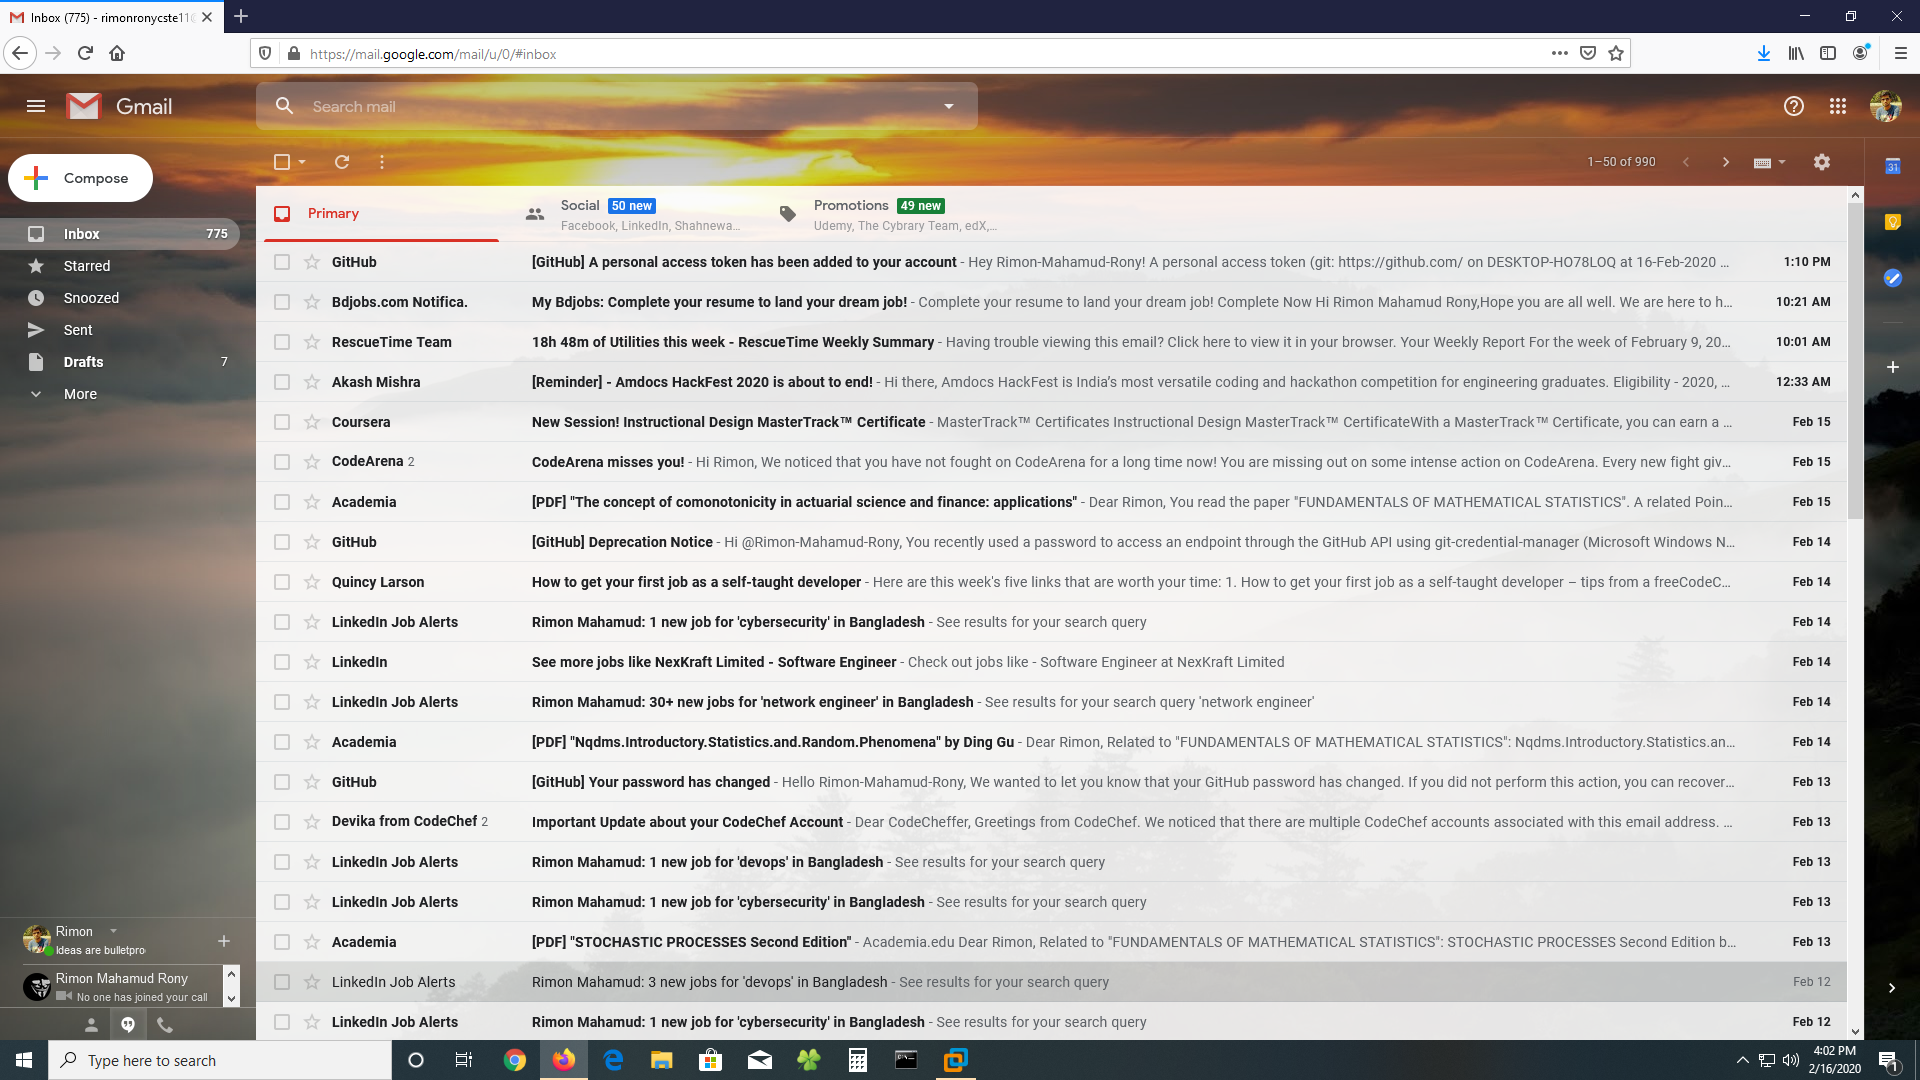 Inbox (775) - rimonronycste11
https://mail.google.com/mail/u/0/#inbox
Gmail
Search mail
1–50 of 990
Compose
Inbox 775
Starred
Snoozed
Sent
Drafts 7
More
Primary
Social 50 new
Facebook, LinkedIn, Shahnewa...
Promotions 49 new
Udemy, The Cybrary Team, edX,...
GitHub [GitHub] A personal access token has been added to your account - Hey Rimon-Mahamud-Rony! A personal access token (git: https://github.com/ on DESKTOP-HO78LOQ at 16-Feb-2020 ... 1:10 PM
Bdjobs.com Notifica. My Bdjobs: Complete your resume to land your dream job! - Complete your resume to land your dream job! Complete Now Hi Rimon Mahamud Rony,Hope you are all well. We are here to h... 10:21 AM
RescueTime Team 18h 48m of Utilities this week - RescueTime Weekly Summary - Having trouble viewing this email? Click here to view it in your browser. Your Weekly Report For the week of February 9, 20... 10:01 AM
Akash Mishra [Reminder] - Amdocs HackFest 2020 is about to end! - Hi there, Amdocs HackFest is India’s most versatile coding and hackathon competition for engineering graduates. Eligibility - 2020, ... 12:33 AM
Coursera New Session! Instructional Design MasterTrack™ Certificate - MasterTrack™ Certificates Instructional Design MasterTrack™ CertificateWith a MasterTrack™ Certificate, you can earn a ... Feb 15
CodeArena 2 CodeArena misses you! - Hi Rimon, We noticed that you have not fought on CodeArena for a long time now! You are missing out on some intense action on CodeArena. Every new fight giv... Feb 15
Academia [PDF] "The concept of comonotonicity in actuarial science and finance: applications" - Dear Rimon, You read the paper "FUNDAMENTALS OF MATHEMATICAL STATISTICS". A related Poin... Feb 15
GitHub [GitHub] Deprecation Notice - Hi @Rimon-Mahamud-Rony, You recently used a password to access an endpoint through the GitHub API using git-credential-manager (Microsoft Windows N... Feb 14
Quincy Larson How to get your first job as a self-taught developer - Here are this week's five links that are worth your time: 1. How to get your first job as a self-taught developer – tips from a freeCodeC... Feb 14
LinkedIn Job Alerts Rimon Mahamud: 1 new job for 'cybersecurity' in Bangladesh - See results for your search query Feb 14
LinkedIn See more jobs like NexKraft Limited - Software Engineer - Check out jobs like - Software Engineer at NexKraft Limited Feb 14
LinkedIn Job Alerts Rimon Mahamud: 30+ new jobs for 'network engineer' in Bangladesh - See results for your search query 'network engineer' Feb 14
Academia [PDF] "Nqdms.Introductory.Statistics.and.Random.Phenomena" by Ding Gu - Dear Rimon, Related to "FUNDAMENTALS OF MATHEMATICAL STATISTICS": Nqdms.Introductory.Statistics.an... Feb 14
GitHub [GitHub] Your password has changed - Hello Rimon-Mahamud-Rony, We wanted to let you know that your GitHub password has changed. If you did not perform this action, you can recover... Feb 13
Devika from CodeChef 2 Important Update about your CodeChef Account - Dear CodeCheffer, Greetings from CodeChef. We noticed that there are multiple CodeChef accounts associated with this email address. ... Feb 13
LinkedIn Job Alerts Rimon Mahamud: 1 new job for 'devops' in Bangladesh - See results for your search query Feb 13
LinkedIn Job Alerts Rimon Mahamud: 1 new job for 'cybersecurity' in Bangladesh - See results for your search query Feb 13
Academia [PDF] "STOCHASTIC PROCESSES Second Edition" - Academia.edu Dear Rimon, Related to "FUNDAMENTALS OF MATHEMATICAL STATISTICS": STOCHASTIC PROCESSES Second Edition b... Feb 13
LinkedIn Job Alerts Rimon Mahamud: 3 new jobs for 'devops' in Bangladesh - See results for your search query Feb 12
LinkedIn Job Alerts Rimon Mahamud: 1 new job for 'cybersecurity' in Bangladesh - See results for your search query Feb 12
Rimon
Ideas are bulletpro
Rimon Mahamud Rony
No one has joined your call
31
Type here to search
4:02 PM
2/16/2020
1